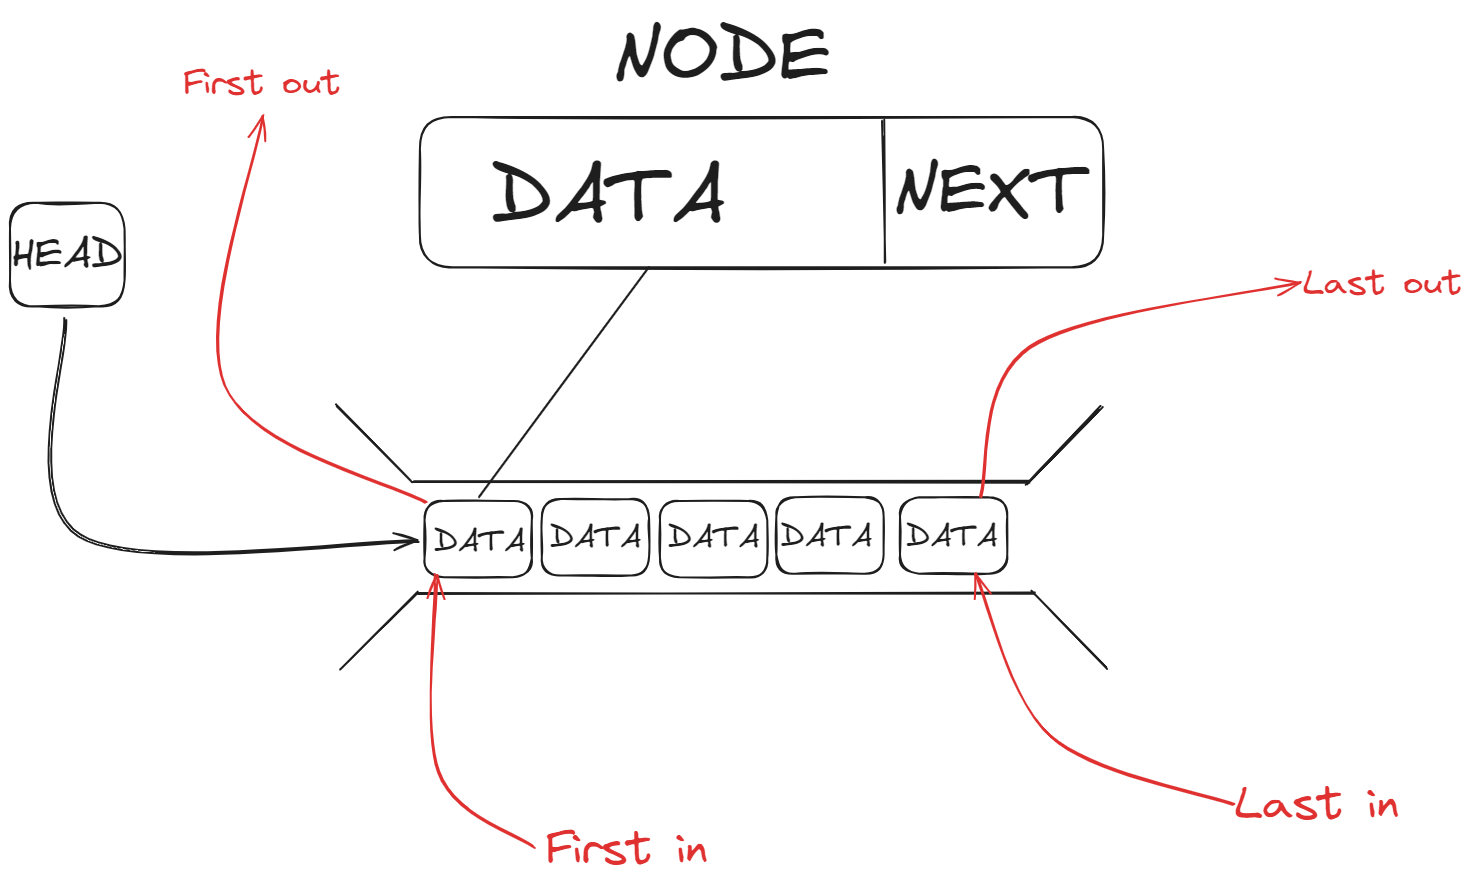 NODE
First out
DATA
NEXT
HEAD
Last out
DATA
DATA
DATA
DATA
DATA
Last in
First in